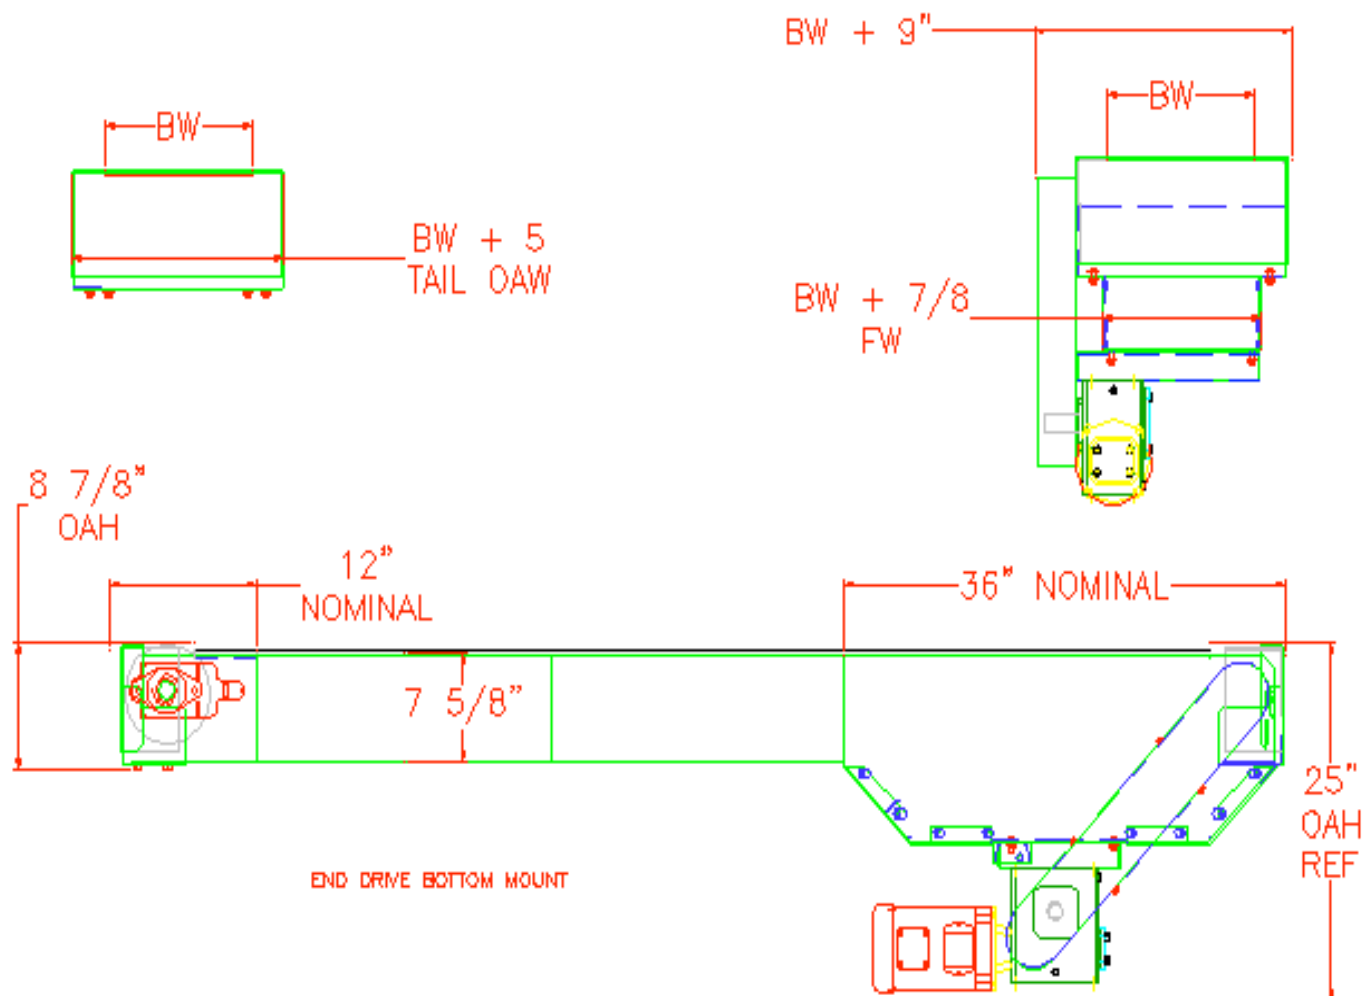 BW + 9"
BW
BW
BW + 5
TAIL OAW
BW + 7/8
FW
8 7/8"
OAH
12"
NOMINAL
36" NOMINAL
7 5/8"
25"
OAH
REF
END DRIVE BOTTOM MOUNT